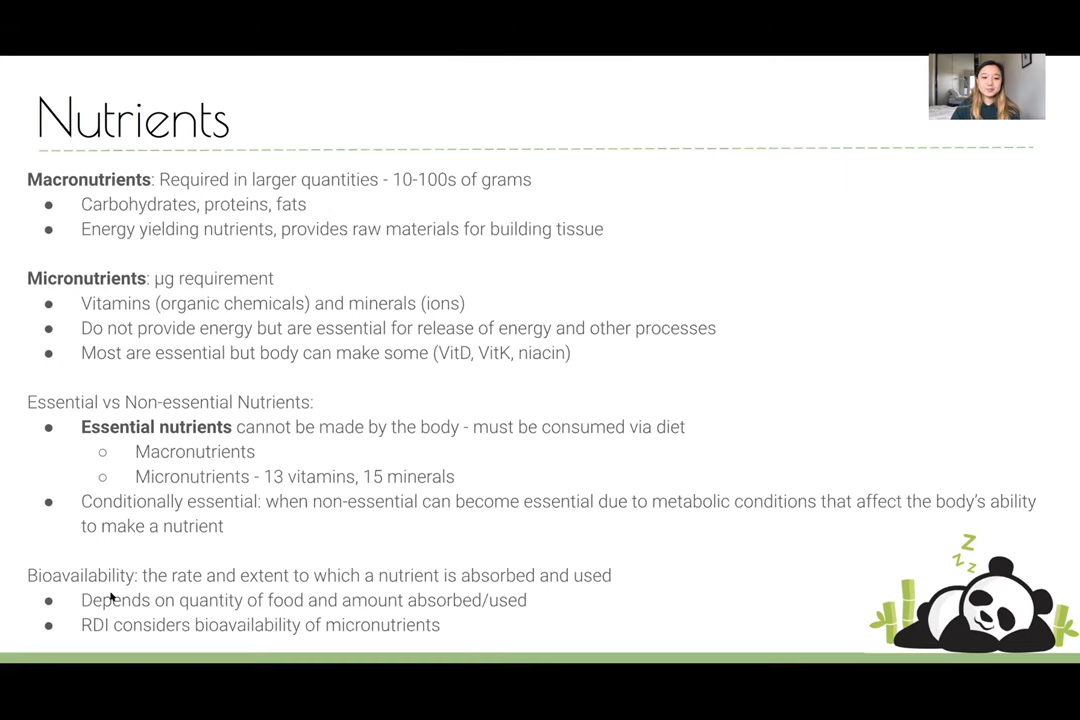 Nutrients
Macronutrients: Required in larger quantities - 10-100s of grams
● Carbohydrates, proteins, fats
● Energy yielding nutrients, provides raw materials for building tissue
Micronutrients: µg requirement
● Vitamins (organic chemicals) and minerals (ions)
● Do not provide energy but are essential for release of energy and other processes
● Most are essential but body can make some (VitD, VitK, niacin)
Essential vs Non-essential Nutrients:
● Essential nutrients cannot be made by the body - must be consumed via diet
○ Macronutrients
○ Micronutrients - 13 vitamins, 15 minerals
● Conditionally essential: when non-essential can become essential due to metabolic conditions that affect the body's ability
to make a nutrient
Z
Z
z
Bioavailability: the rate and extent to which a nutrient is absorbed and used
● Depends on quantity of food and amount absorbed/used
● RDI considers bioavailability of micronutrients